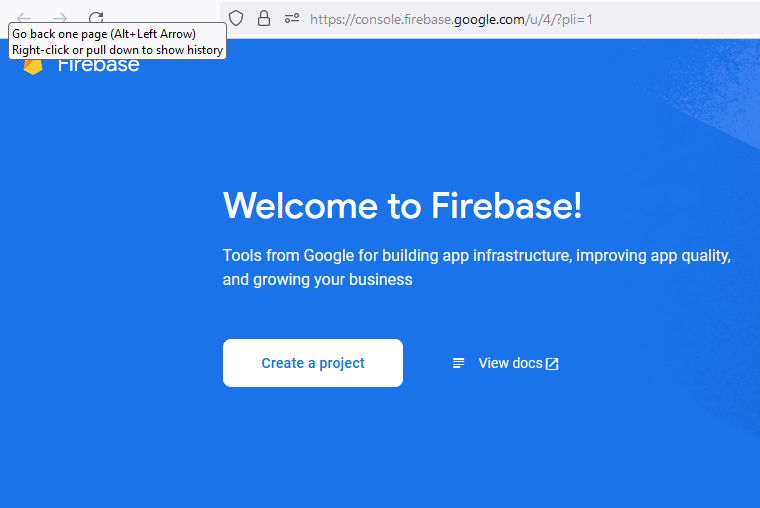 https://console.firebase.google.com/u/4/?pli=1
Go back one page (Alt+Left Arrow)
Right-click or pull down to show history
Firebase
Welcome to Firebase!
Tools from Google for building app infrastructure, improving app quality,
and growing your business
Create a project
View docs